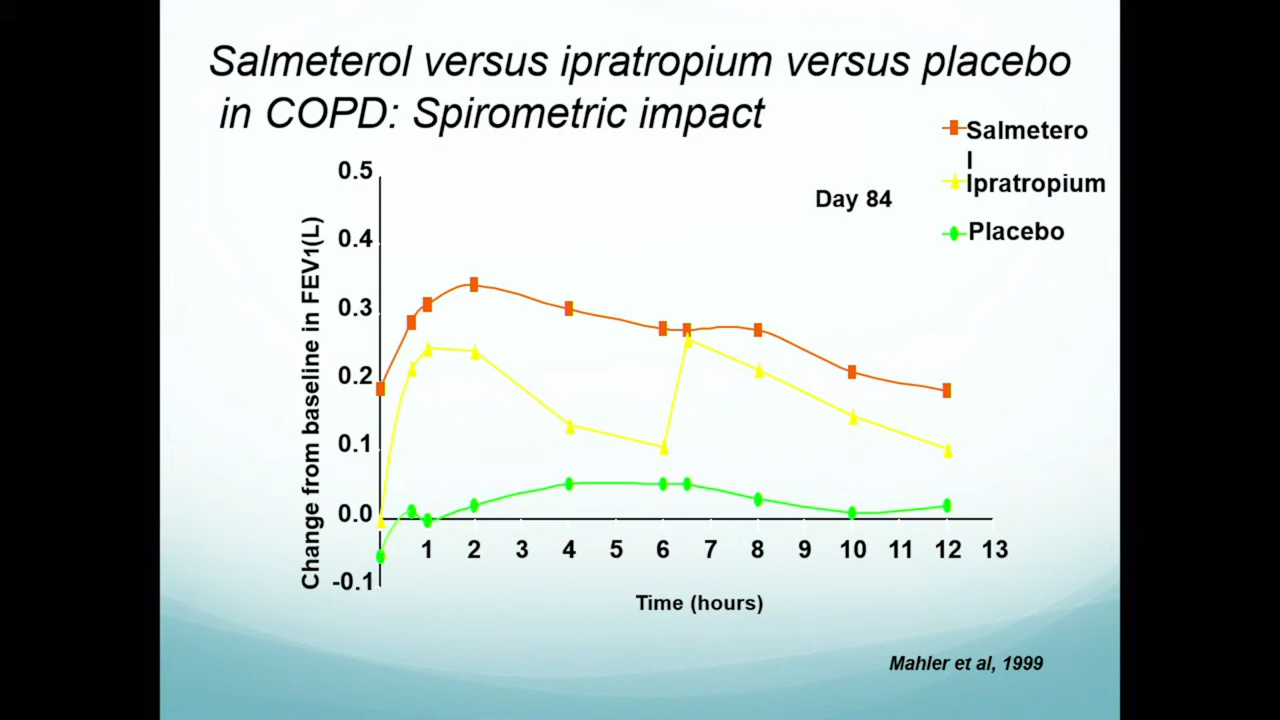 Salmeterol versus ipratropium versus placebo
in COPD: Spirometric impact
Salmetero
l
Ipratropium
Placebo
Day 84
Change from baseline in FEV1(L)
0.5
0.4
0.3
0.2
0.1
0.0
-0.1
1 2 3 4 5 6 7 8 9 10 11 12 13
Time (hours)
Mahler et al, 1999